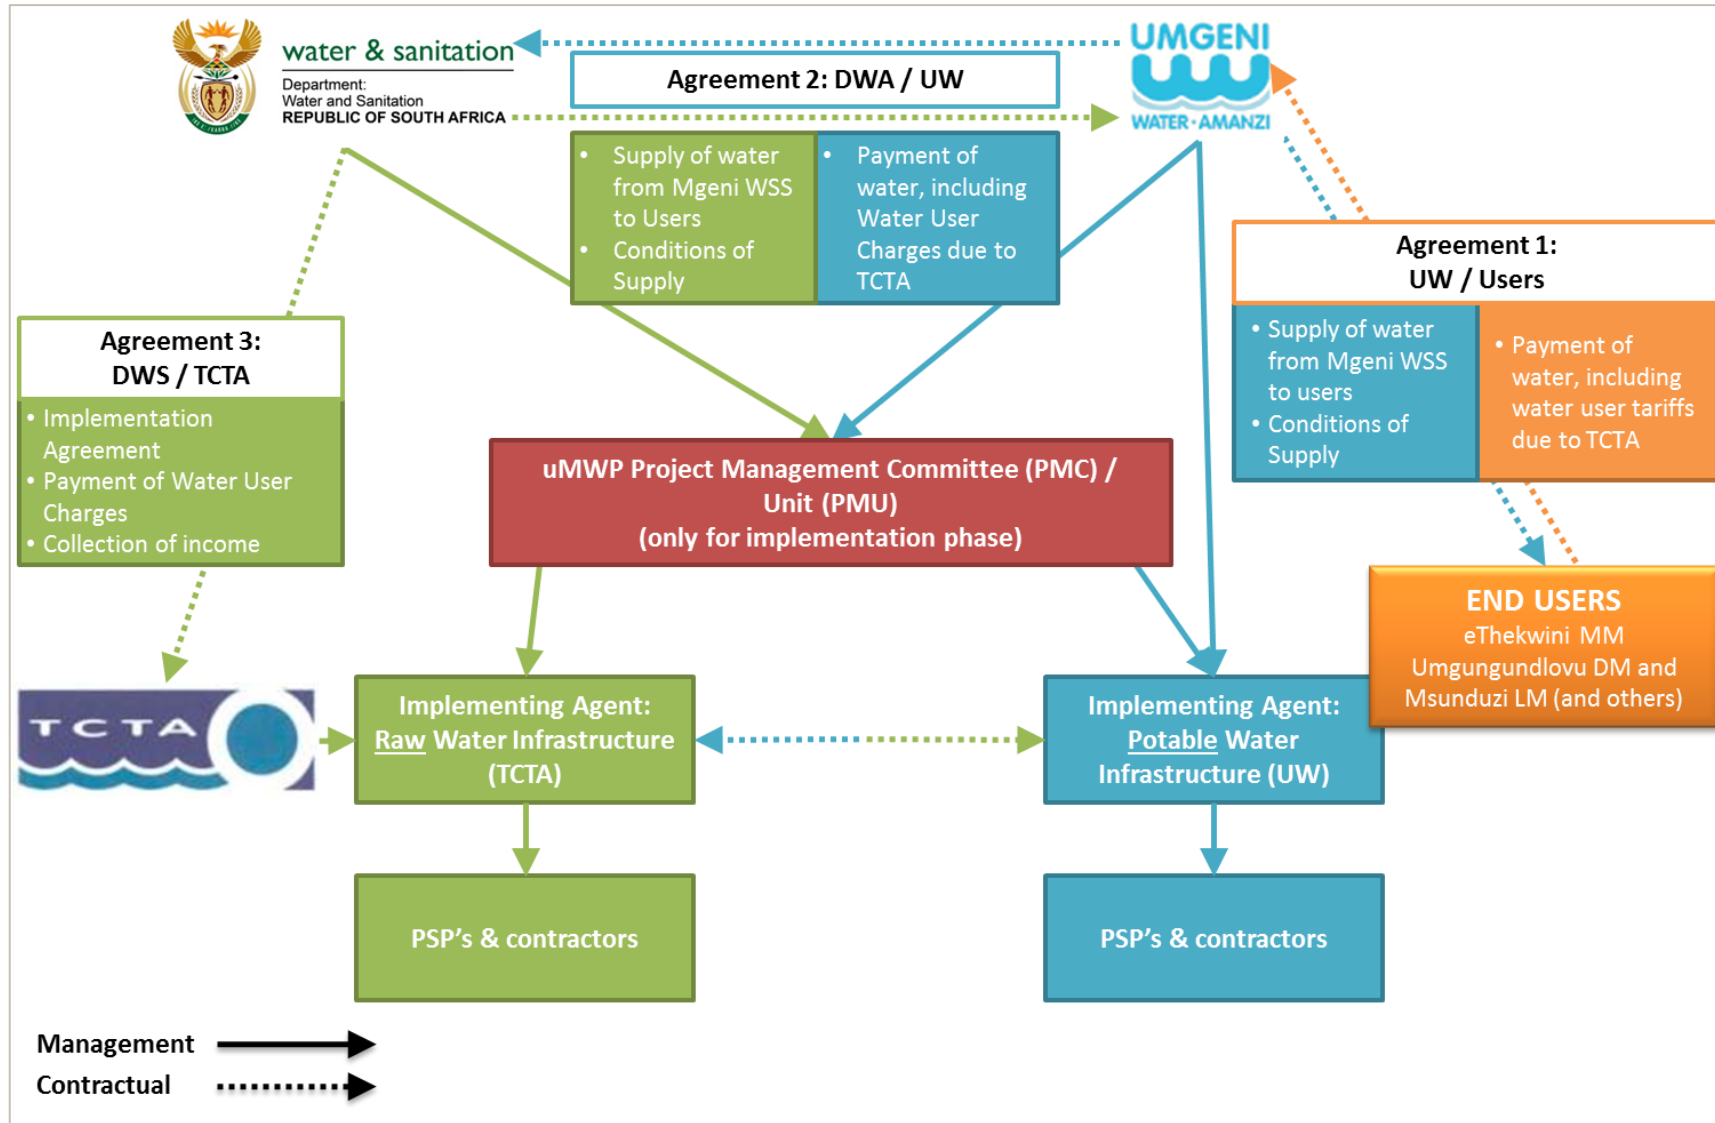 water & sanitation
Department:
Water and Sanitation
REPUBLIC OF SOUTH AFRICA
UMGENI
WATER·AMANZI
Agreement 2: DWA / UW
• Supply of water
from Mgeni WSS
to Users
• Conditions of
Supply
• Payment of
water, including
Water User
Charges due to
TCTA
Agreement 1:
UW / Users
• Supply of water
from Mgeni WSS
to users
• Conditions of
Supply
• Payment of
water, including
water user tariffs
due to TCTA
Agreement 3:
DWS / TCTA
• Implementation
Agreement
• Payment of Water User
Charges
• Collection of income
uMWP Project Management Committee (PMC) /
Unit (PMU)
(only for implementation phase)
END USERS
eThekwini MM
Umgungundlovu DM and
Msunduzi LM (and others)
TCTA
Implementing Agent:
Raw Water Infrastructure
(TCTA)
Implementing Agent:
Potable Water
Infrastructure (UW)
PSP's & contractors
PSP's & contractors
Management
Contractual